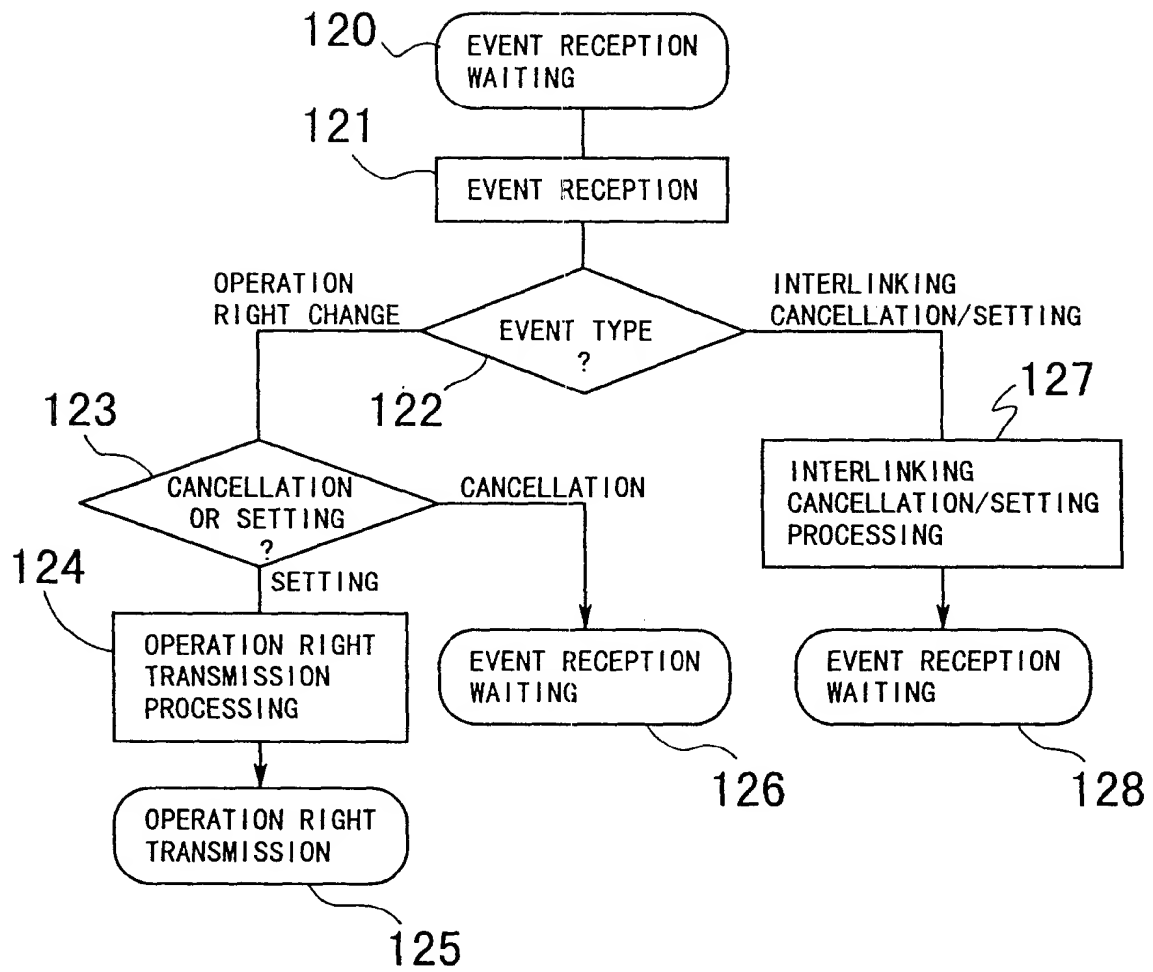 120
EVENT RECEPTION
WAITING
121
EVENT RECEPTION
OPERATION
RIGHT CHANGE
INTERLINKING
CANCELLATION/SETTING
EVENT TYPE
?
122
123
127
CANCELLATION
OR SETTING
?
CANCELLATION
INTERLINKING
CANCELLATION/SETTING
PROCESSING
124
SETTING
OPERATION RIGHT
TRANSMISSION
PROCESSING
EVENT RECEPTION
WAITING
EVENT RECEPTION
WAITING
126
128
OPERATION RIGHT
TRANSMISSION
125